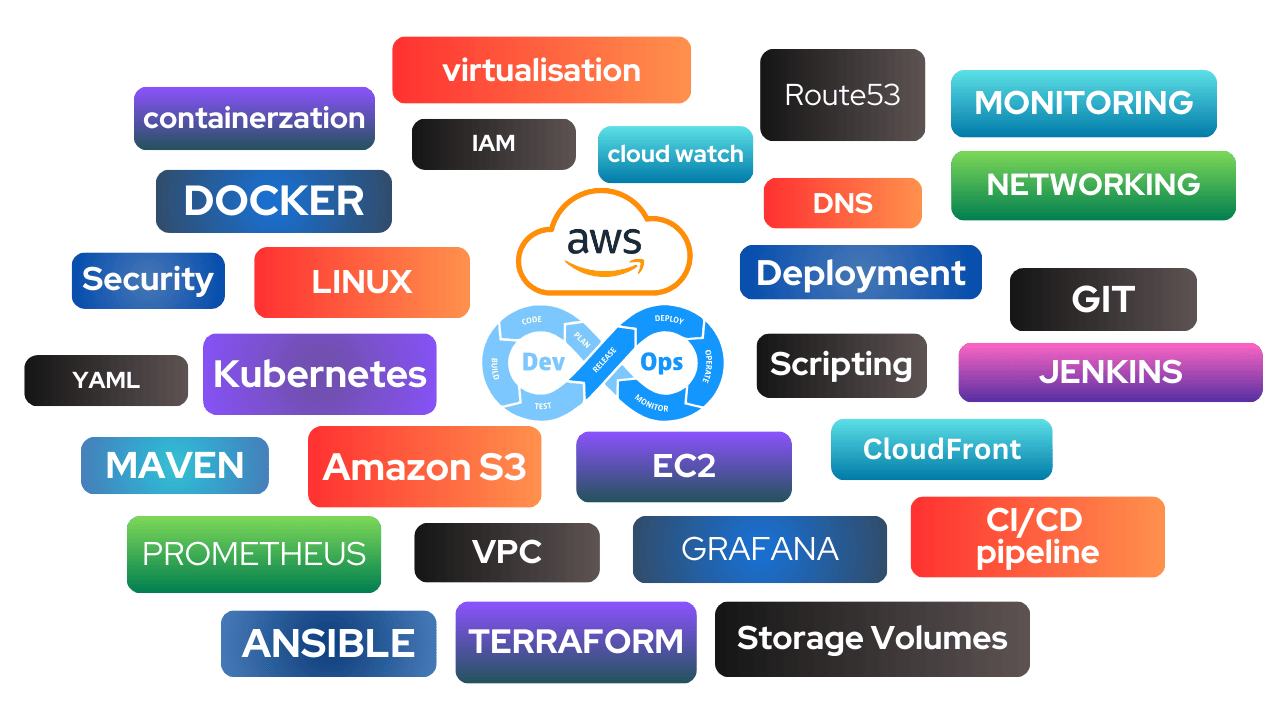 virtualisation
Route53
MONITORING
containerzation
IAM
cloud watch
NETWORKING
DOCKER
DNS
aws
Security
LINUX
Deployment
GIT
CODE
PLAN
BUILD
TEST
Dev
RELEASE
DEPLOY
Ops
OPERATE
MONITOR
YAML
Kubernetes
Scripting
JENKINS
MAVEN
Amazon S3
EC2
CloudFront
PROMETHEUS
VPC
GRAFANA
CI/CD
pipeline
ANSIBLE
TERRAFORM
Storage Volumes